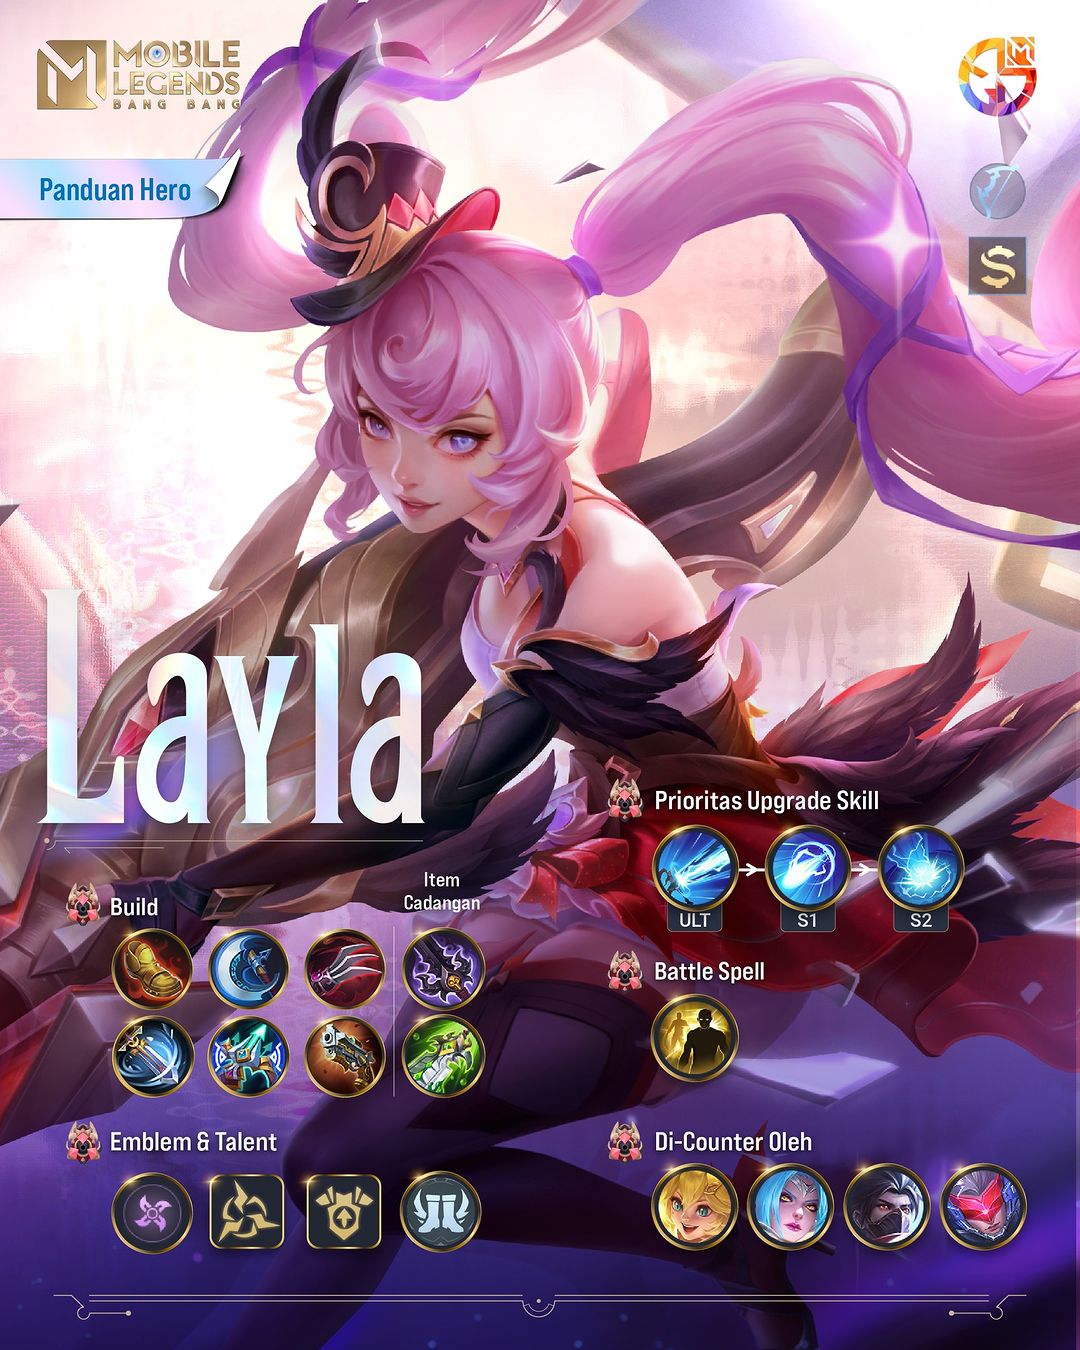 MOBILE
LEGENDS
BANG BANG
Panduan Hero
Layla
Prioritas Upgrade Skill
ULT
S1
S2
Build
Item
Cadangan
Battle Spell
Emblem & Talent
Di-Counter Oleh